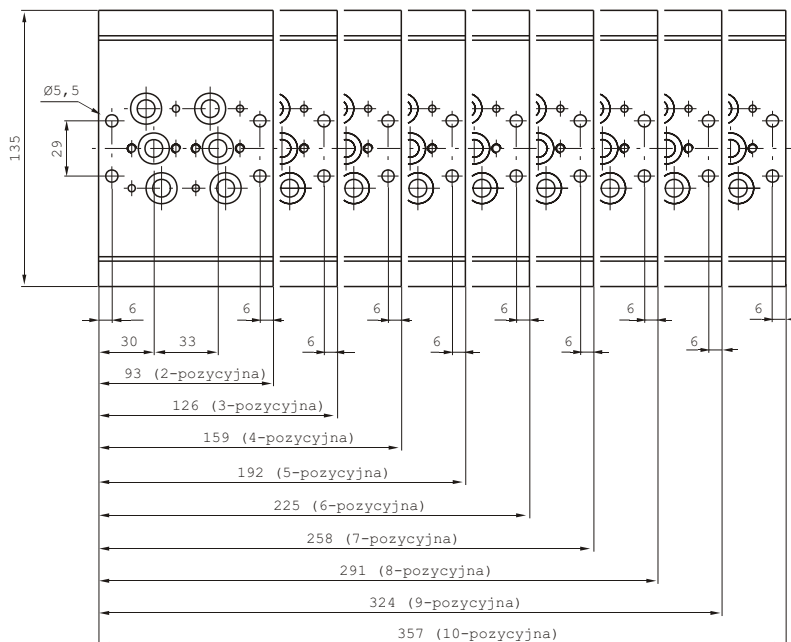 Ø5,5
135
29
6
6
6
6
6
6
6
6
6
6
30
33
93 (2-pozycyjna)
126 (3-pozycyjna)
159 (4-pozycyjna)
192 (5-pozycyjna)
225 (6-pozycyjna)
258 (7-pozycyjna)
291 (8-pozycyjna)
324 (9-pozycyjna)
357 (10-pozycyjna)